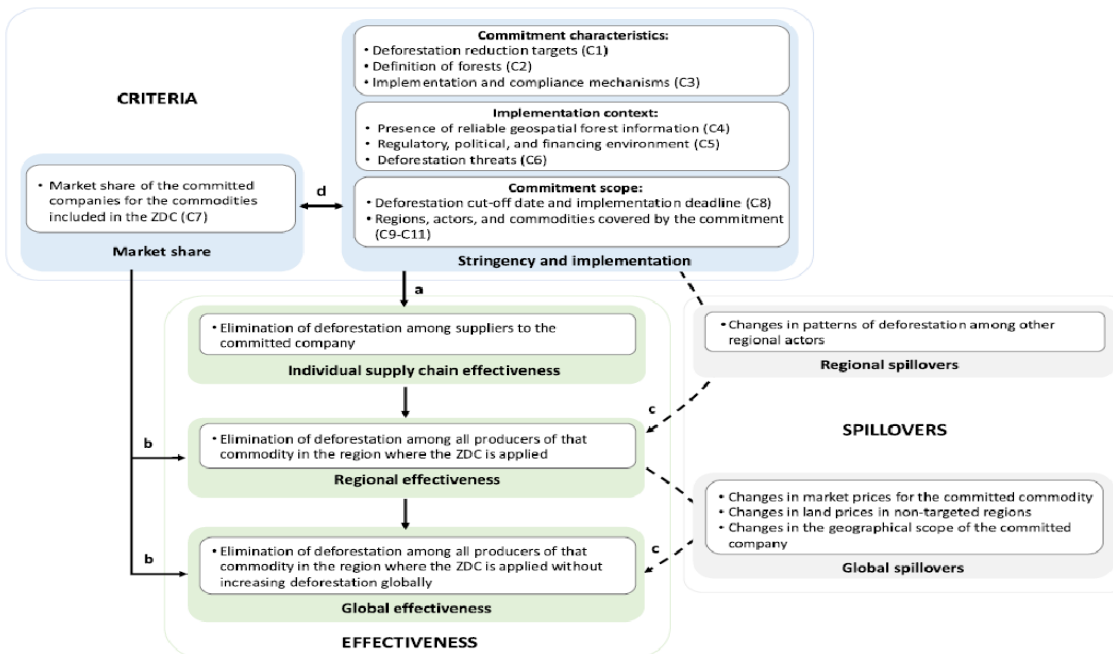 CRITERIA
Commitment characteristics:
• Deforestation reduction targets (C1)
• Definition of forests (C2)
• Implementation and compliance mechanisms (C3)
Implementation context:
• Presence of reliable geospatial forest information (C4)
• Regulatory, political, and financing environment (C5)
• Deforestation threats (C6)
• Market share of the committed
companies for the commodities
included in the ZDC (C7)
Market share
d
Commitment scope:
• Deforestation cut-off date and implementation deadline (C8)
• Regions, actors, and commodities covered by the commitment
(C9-C11)
Stringency and implementation
a
• Elimination of deforestation among suppliers to the
committed company
Individual supply chain effectiveness
• Changes in patterns of deforestation among other
regional actors
Regional spillovers
c
b
• Elimination of deforestation among all producers of that
commodity in the region where the ZDC is applied
Regional effectiveness
SPILLOVERS
• Changes in market prices for the committed commodity
• Changes in land prices in non-targeted regions
• Changes in the geographical scope of the committed
company
Global spillovers
c
b
• Elimination of deforestation among all producers of that
commodity in the region where the ZDC is applied without
increasing deforestation globally
Global effectiveness
EFFECTIVENESS